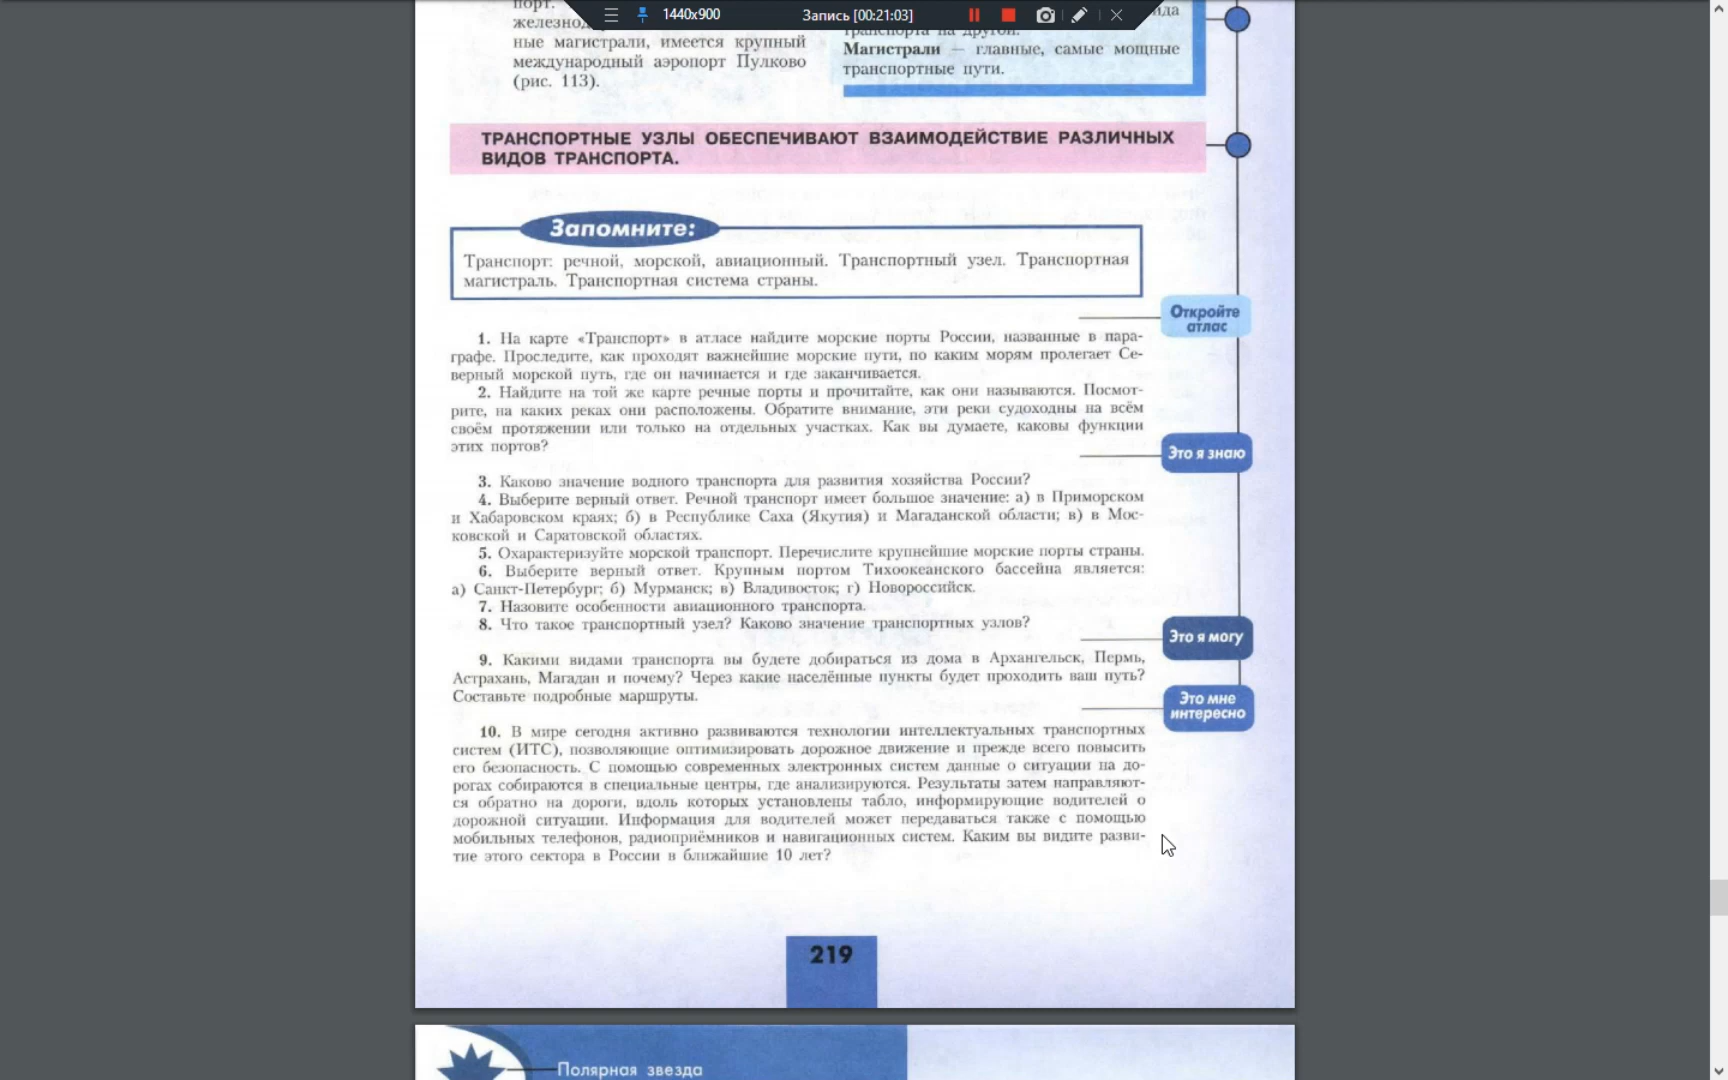 1440x900
Запись [00:21:03]
порт.
ные магистрали, имеется крупный
международный аэропорт Пулково
(рис. 113).
транспорта на другой.
Магистрали — главные, самые мощные
транспортные пути.
ТРАНСПОРТНЫЕ УЗЛЫ ОБЕСПЕЧИВАЮТ ВЗАИМОДЕЙСТВИЕ РАЗЛИЧНЫХ
ВИДОВ ТРАНСПОРТА.
Запомните:
Транспорт: речной, морской, авиационный. Транспортный узел. Транспортная
магистраль. Транспортная система страны.
Откройте
атлас
1. На карте «Транспорт» в атласе найдите морские порты России, названные в пара-
графе. Проследите, как проходят важнейшие морские пути, по каким морям пролегает Се-
верный морской путь, где он начинается и где заканчивается.
2. Найдите на той же карте речные порты и прочитайте, как они называются. Посмот-
рите, на каких реках они расположены. Обратите внимание, эти реки судоходны на всём
своём протяжении или только на отдельных участках. Как вы думаете, каковы функции
этих портов?
Это я знаю
3. Каково значение водного транспорта для развития хозяйства России?
4. Выберите верный ответ. Речной транспорт имеет большое значение: а) в Приморском
и Хабаровском краях; б) в Республике Саха (Якутия) и Магаданской области; в) в Мос-
ковской и Саратовской областях.
5. Охарактеризуйте морской транспорт. Перечислите крупнейшие морские порты страны.
6. Выберите верный ответ. Крупным портом Тихоокеанского бассейна является:
а) Санкт-Петербург; б) Мурманск; в) Владивосток; г) Новороссийск.
7. Назовите особенности авиационного транспорта.
8. Что такое транспортный узел? Каково значение транспортных узлов?
Это я могу
9. Какими видами транспорта вы будете добираться из дома в Архангельск, Пермь,
Астрахань, Магадан и почему? Через какие населённые пункты будет проходить ваш путь?
Составьте подробные маршруты.
Это мне
интересно
10. В мире сегодня активно развиваются технологии интеллектуальных транспортных
систем (ИТС), позволяющие оптимизировать дорожное движение и прежде всего повысить
его безопасность. С помощью современных электронных систем данные о ситуации на до-
рогах собираются в специальные центры, где анализируются. Результаты затем направляют-
ся обратно на дороги, вдоль которых установлены табло, информирующие водителей о
дорожной ситуации. Информация для водителей может передаваться также с помощью
мобильных телефонов, радиоприёмников и навигационных систем. Каким вы видите разви-
тие этого сектора в России в ближайшие 10 лет?
219
Полярная звезда